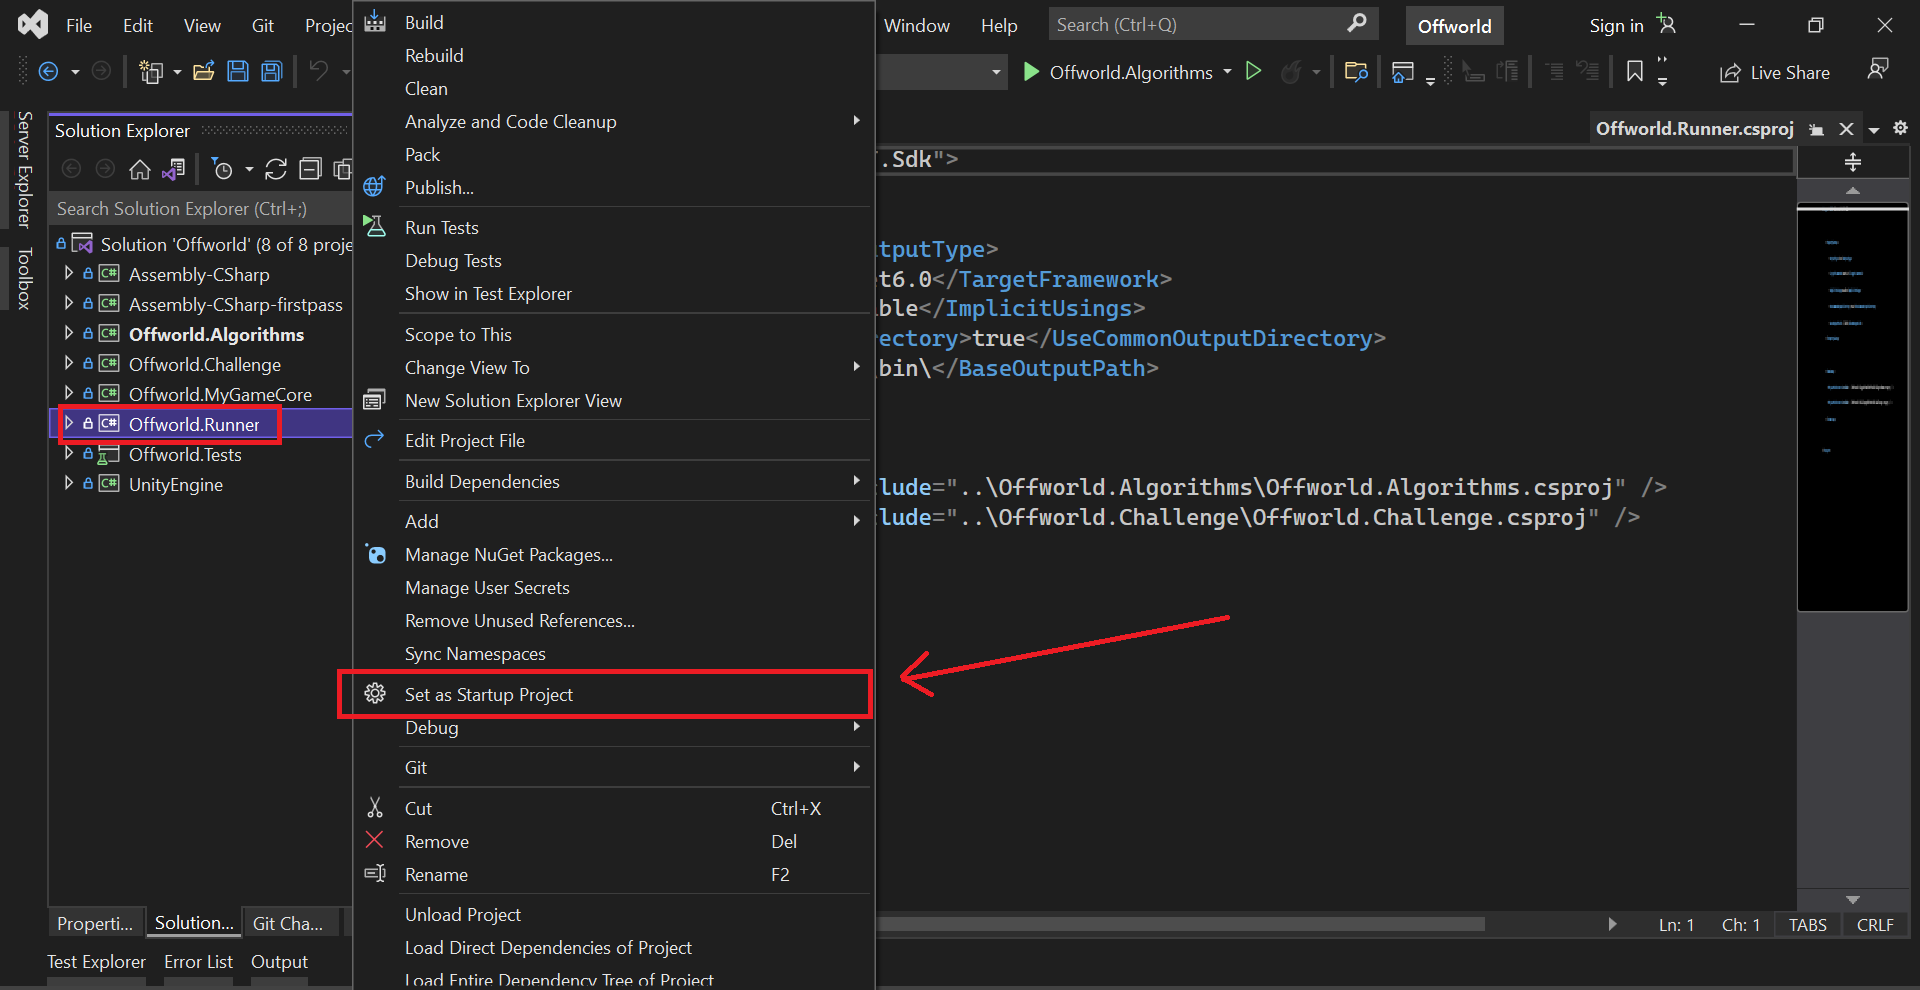 File Edit View Git Projec
Window Help Search (Ctrl+Q) Offworld Sign in
Offworld.Algorithms Live Share
Server Explorer
Toolbox
Solution Explorer
Search Solution Explorer (Ctrl+;)
Solution 'Offworld' (8 of 8 proje
C# Assembly-CSharp
C# Assembly-CSharp-firstpass
C# Offworld.Algorithms
C# Offworld.Challenge
C# Offworld.MyGameCore
C# Offworld.Runner
Offworld.Tests
C# UnityEngine
Properti... Solution... Git Cha...
Test Explorer Error List Output
Build
Rebuild
Clean
Analyze and Code Cleanup
Pack
Publish...
Run Tests
Debug Tests
Show in Test Explorer
Scope to This
Change View To
New Solution Explorer View
Edit Project File
Build Dependencies
Add
Manage NuGet Packages...
Manage User Secrets
Remove Unused References...
Sync Namespaces
Set as Startup Project
Debug
Git
Cut Ctrl+X
Remove Del
Rename F2
Unload Project
Load Direct Dependencies of Project
Load Entire Dependency Tree of Project
Offworld.Runner.csproj
.Sdk">
tputType>
t6.0</TargetFramework>
ble</ImplicitUsings>
rectory>true</UseCommonOutputDirectory>
bin\</BaseOutputPath>
lude="..\Offworld.Algorithms\Offworld.Algorithms.csproj" />
lude="..\Offworld.Challenge\Offworld.Challenge.csproj" />
Ln: 1 Ch: 1 TABS CRLF